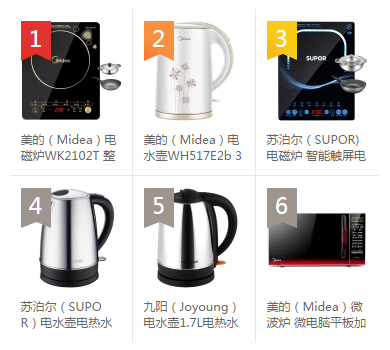 1
Midea
美的（Midea）电
磁炉WK2102T 整
2
Midea
美的（Midea）电
水壶WH517E2b 3
3
SUPOR
苏泊尔（SUPOR)
电磁炉 智能触屏电
4
苏泊尔（SUPO
R）电水壶电热水
5
九阳（Joyoung）
电水壶1.7L电热水
6
美的（Midea）微
波炉 微电脑平板加